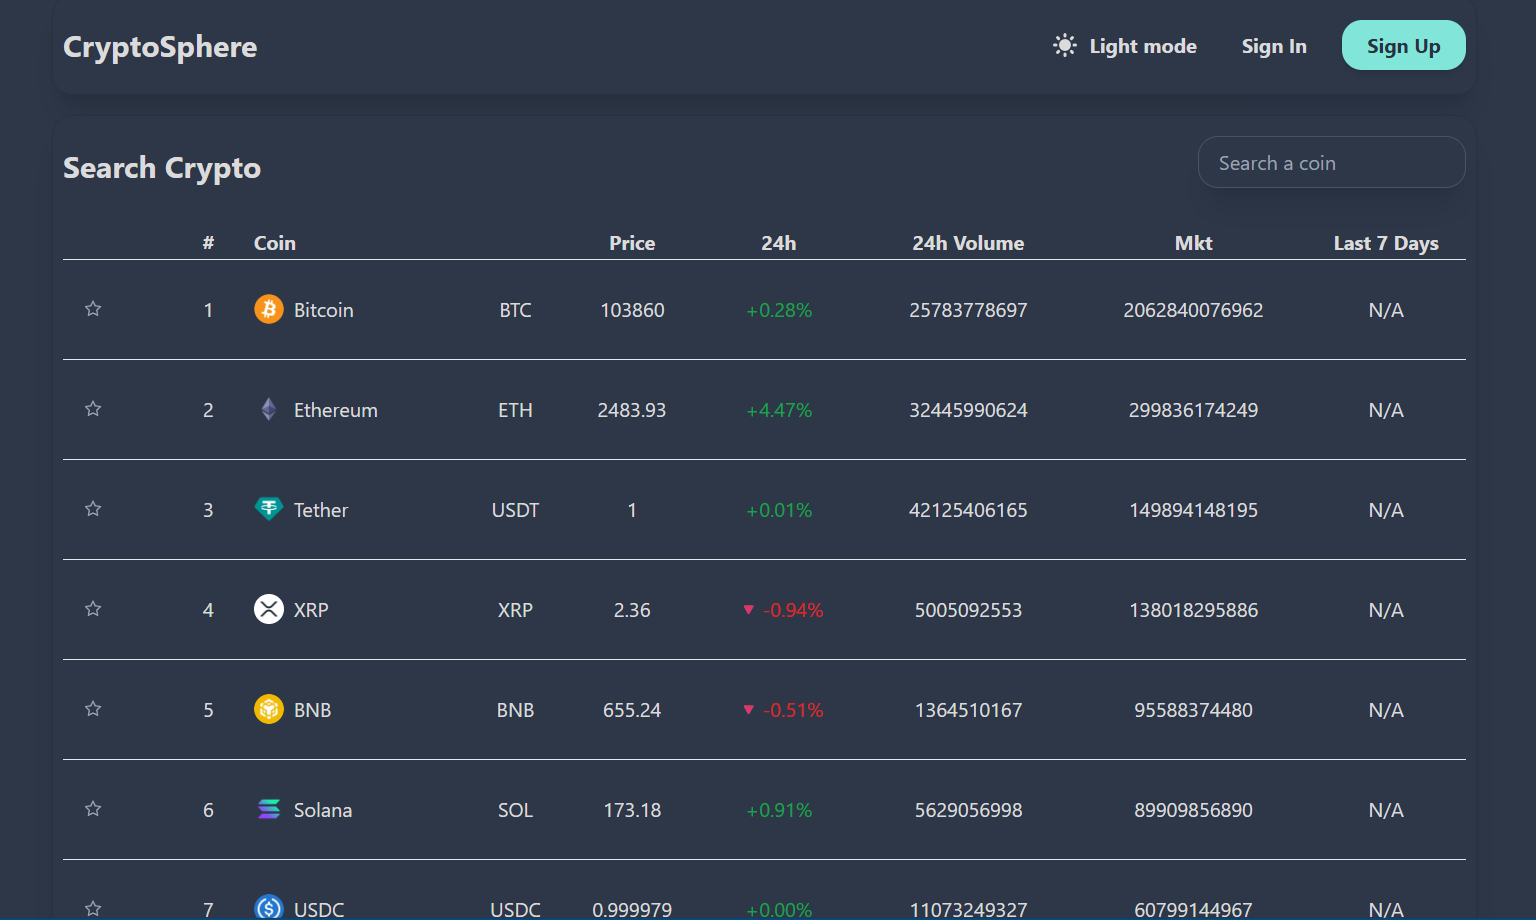 CryptoSphere Light mode Sign In Sign Up
Search Crypto Search a coin
# Coin Price 24h 24h Volume Mkt Last 7 Days
1 Bitcoin BTC 103860 +0.28% 25783778697 2062840076962 N/A
2 Ethereum ETH 2483.93 +4.47% 32445990624 299836174249 N/A
3 Tether USDT 1 +0.01% 42125406165 149894148195 N/A
4 XRP XRP 2.36 -0.94% 5005092553 138018295886 N/A
5 BNB BNB 655.24 -0.51% 1364510167 95588374480 N/A
6 Solana SOL 173.18 +0.91% 5629056998 89909856890 N/A
7 USDC USDC 0.999979 +0.00% 11073249327 60799144967 N/A